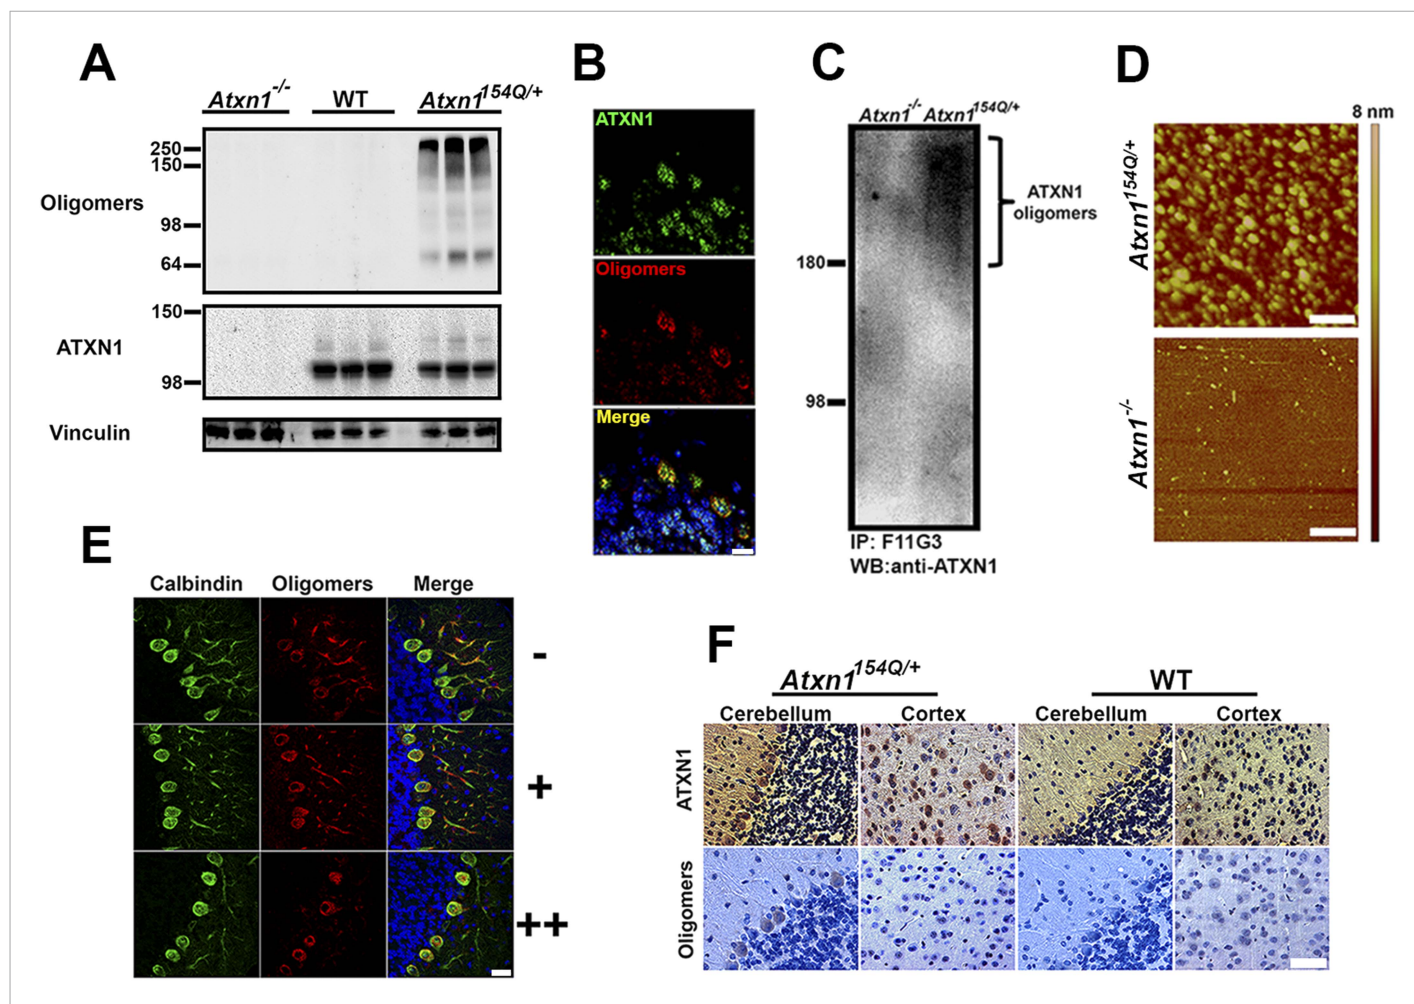 A
Atxn1-/-
WT
Atxn1154Q/+
250
150
Oligomers
98
64
150
ATXN1
98
Vinculin
B
ATXN1
Oligomers
Merge
C
Atxn1-/- Atxn1154Q/+
ATXN1
oligomers
180
98
IP: F11G3
WB:anti-ATXN1
D
8 nm
Atxn1154Q/+
Atxn1-/-
E
Calbindin Oligomers Merge
-
+
++
F
Atxn1154Q/+ WT
Cerebellum Cortex Cerebellum Cortex
ATXN1
Oligomers